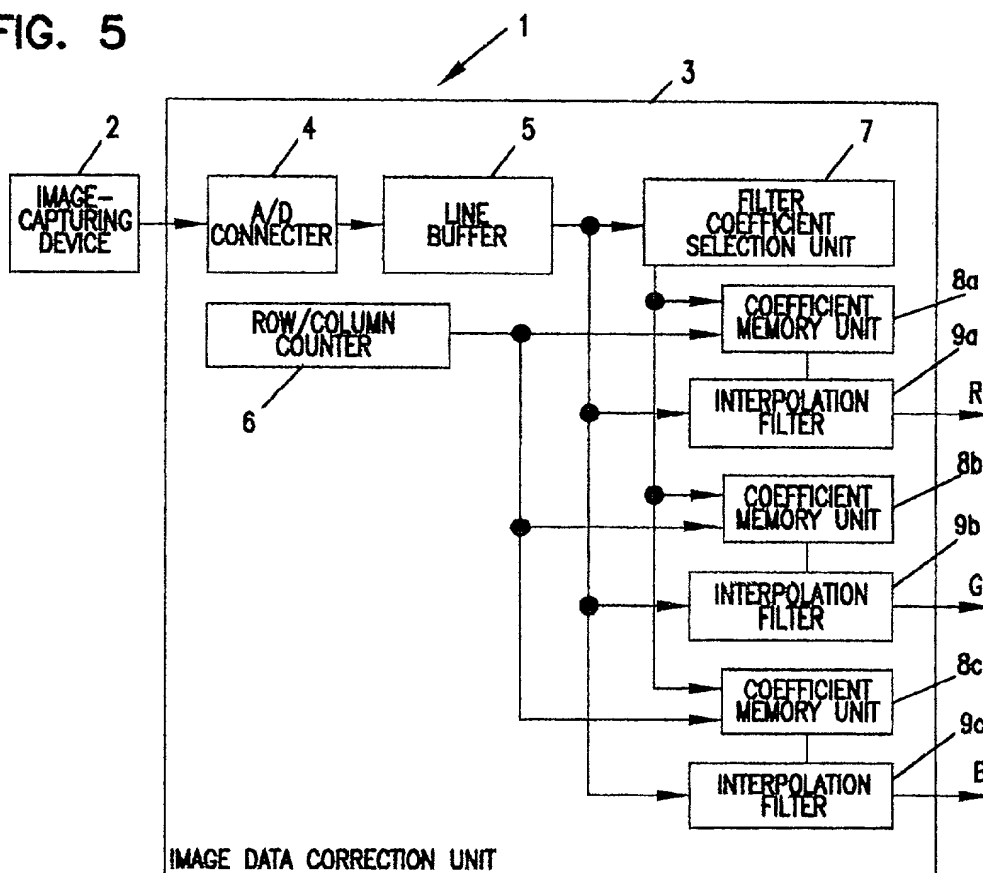 FIG. 5
1
3
2
4
5
7
IMAGE-
CAPTURING
DEVICE
A/D
CONNECTER
LINE
BUFFER
FILTER
COEFFICIENT
SELECTION UNIT
8a
COEFFICIENT
MEMORY UNIT
ROW/COLUMN
COUNTER
6
9a
INTERPOLATION
FILTER
R
8b
COEFFICIENT
MEMORY UNIT
9b
INTERPOLATION
FILTER
G
8c
COEFFICIENT
MEMORY UNIT
9c
INTERPOLATION
FILTER
B
IMAGE DATA CORRECTION UNIT